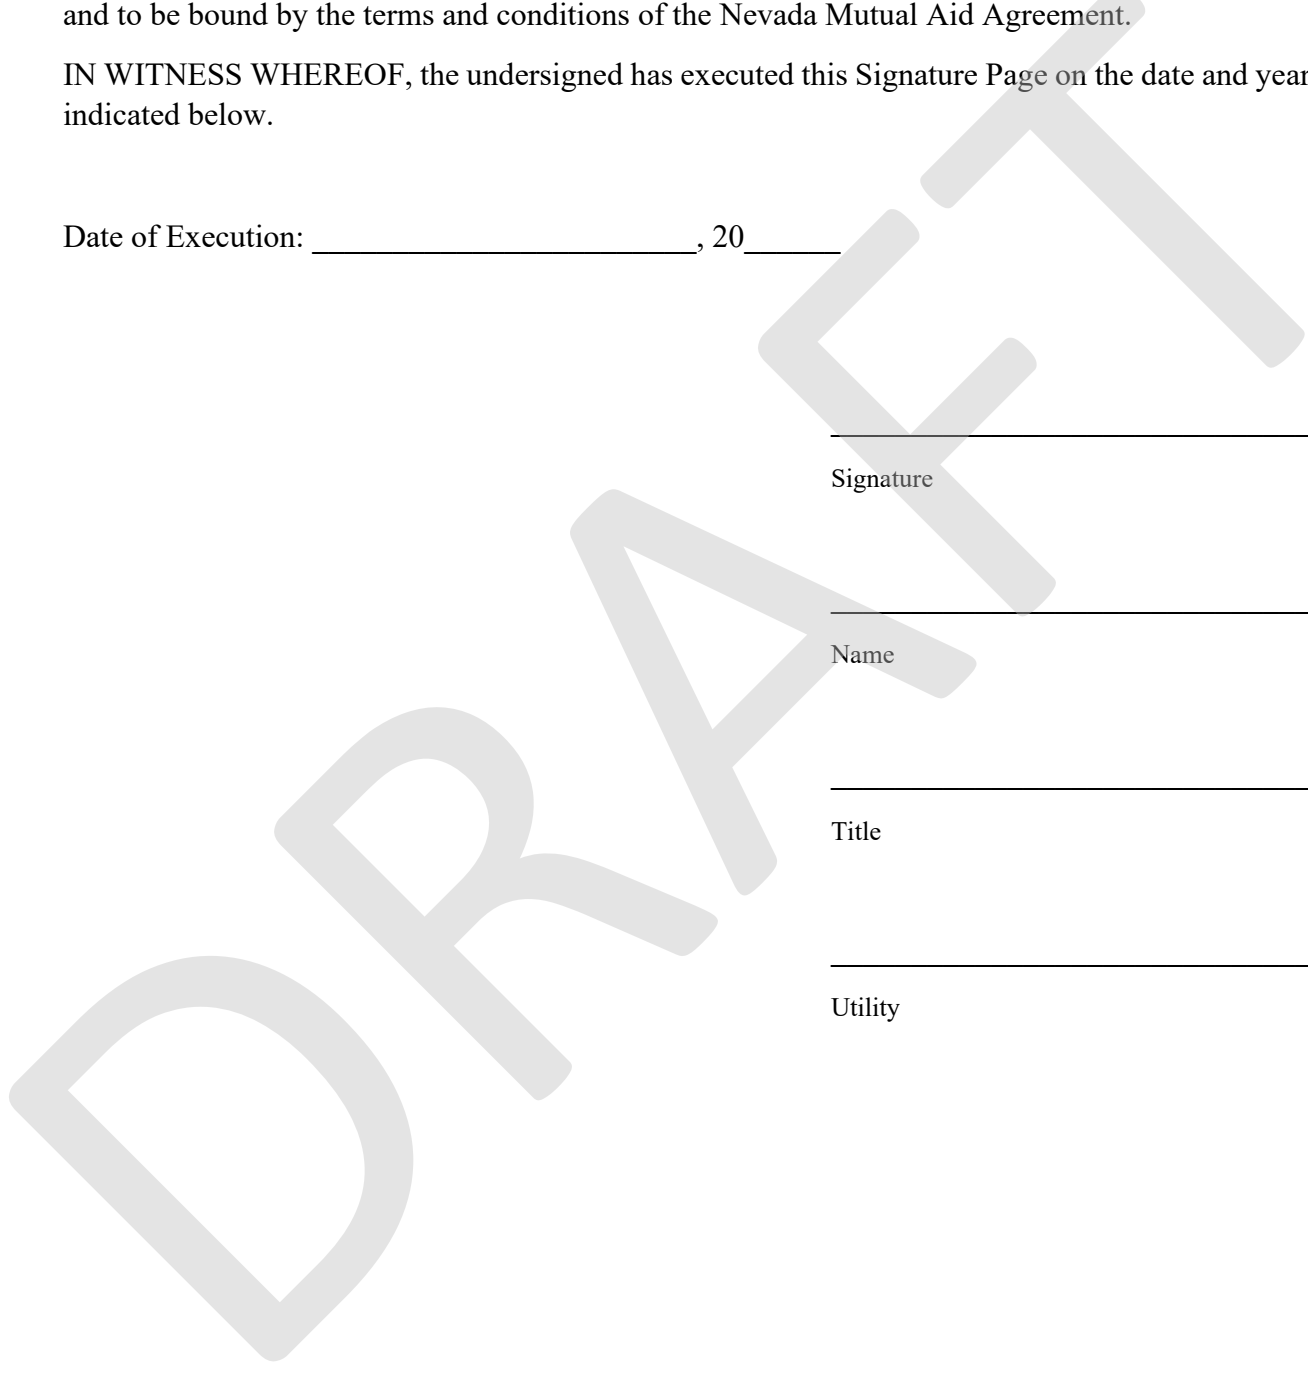 and to be bound by the terms and conditions of the Nevada Mutual Aid Agreement.
IN WITNESS WHEREOF, the undersigned has executed this Signature Page on the date and year
indicated below.
Date of Execution: ________________________, 20______
Signature
Name
Title
Utility
DRAFT